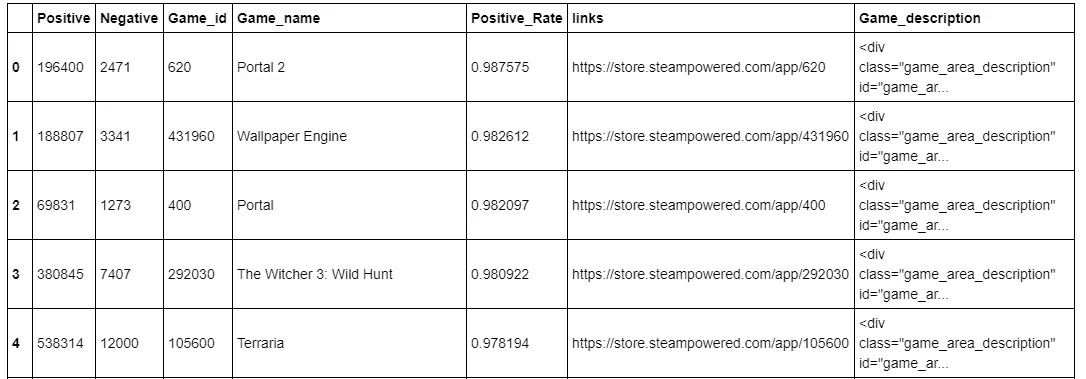 Positive Negative Game_id Game_name Positive_Rate links Game_description
0 196400 2471 620 Portal 2 0.987575 https://store.steampowered.com/app/620 <div
class="game_area_description"
id="game_ar...
1 188807 3341 431960 Wallpaper Engine 0.982612 https://store.steampowered.com/app/431960 <div
class="game_area_description"
id="game_ar...
2 69831 1273 400 Portal 0.982097 https://store.steampowered.com/app/400 <div
class="game_area_description"
id="game_ar...
3 380845 7407 292030 The Witcher 3: Wild Hunt 0.980922 https://store.steampowered.com/app/292030 <div
class="game_area_description"
id="game_ar...
4 538314 12000 105600 Terraria 0.978194 https://store.steampowered.com/app/105600 <div
class="game_area_description"
id="game_ar...